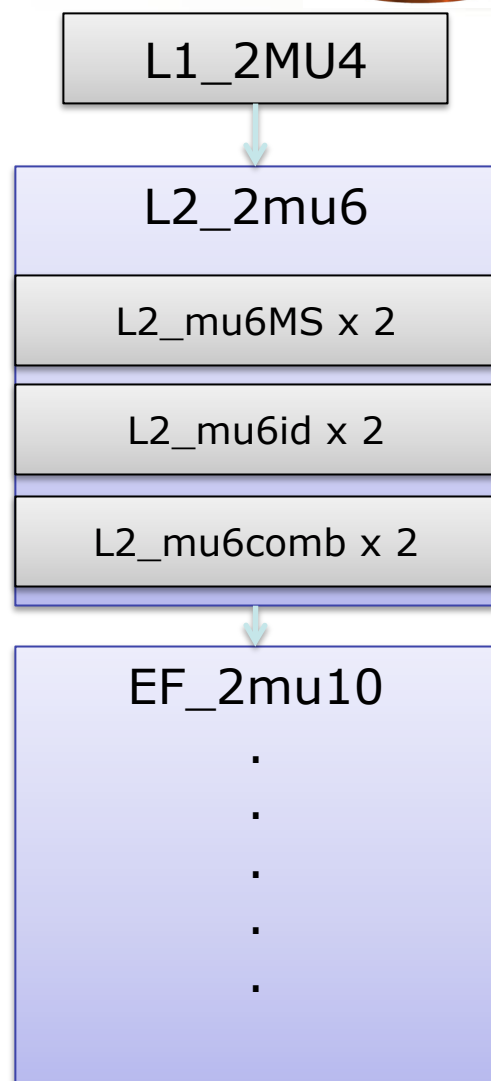 L1_2MU4
L2_2mu6
L2_mu6MS x 2
L2_mu6id x 2
L2_mu6comb x 2
EF_2mu10
.
.
.
.
.